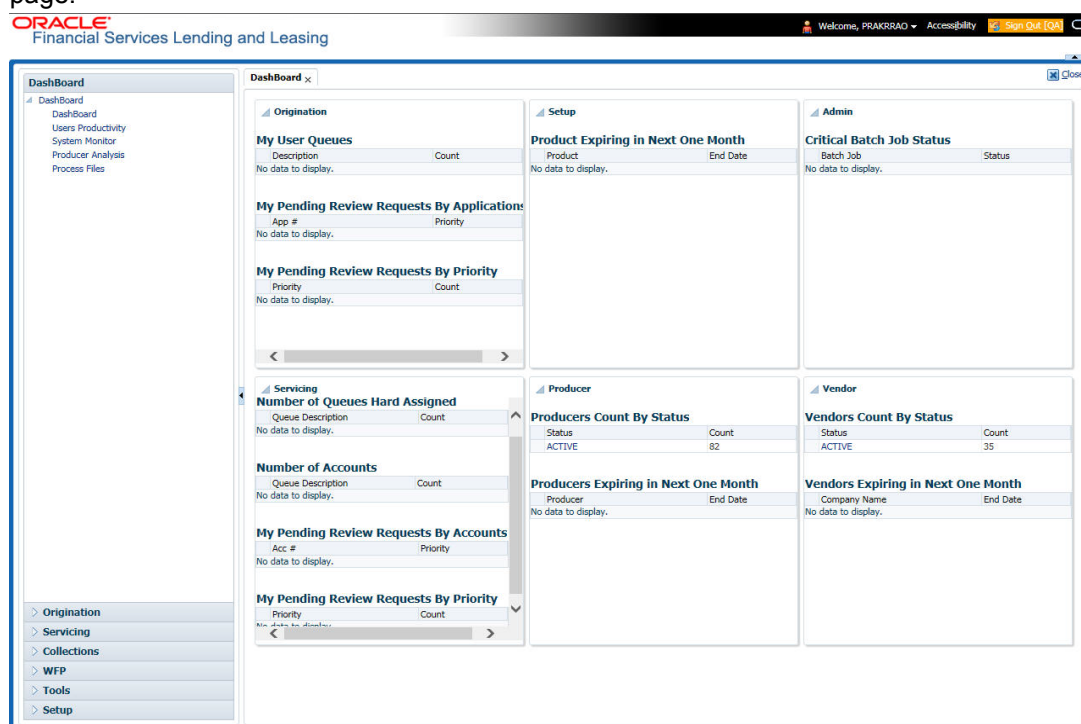 page.
ORACLE
Financial Services Lending and Leasing
Welcome, PRAKRRAO Accessibility Sign Out [QA]
DashBoard
DashBoard
DashBoard
Users Productivity
System Monitor
Producer Analysis
Process Files
Origination
Servicing
Collections
WFP
Tools
Setup
DashBoard
Close
Origination
My User Queues
Description Count
No data to display.
My Pending Review Requests By Applications
App # Priority
No data to display.
My Pending Review Requests By Priority
Priority Count
No data to display.
Setup
Product Expiring in Next One Month
Product End Date
No data to display.
Admin
Critical Batch Job Status
Batch Job Status
No data to display.
Servicing
Number of Queues Hard Assigned
Queue Description Count
No data to display.
Number of Accounts
Queue Description Count
No data to display.
My Pending Review Requests By Accounts
Acc # Priority
No data to display.
My Pending Review Requests By Priority
Priority Count
No data to display.
Producer
Producers Count By Status
Status Count
ACTIVE 82
Producers Expiring in Next One Month
Producer End Date
No data to display.
Vendor
Vendors Count By Status
Status Count
ACTIVE 35
Vendors Expiring in Next One Month
Company Name End Date
No data to display.